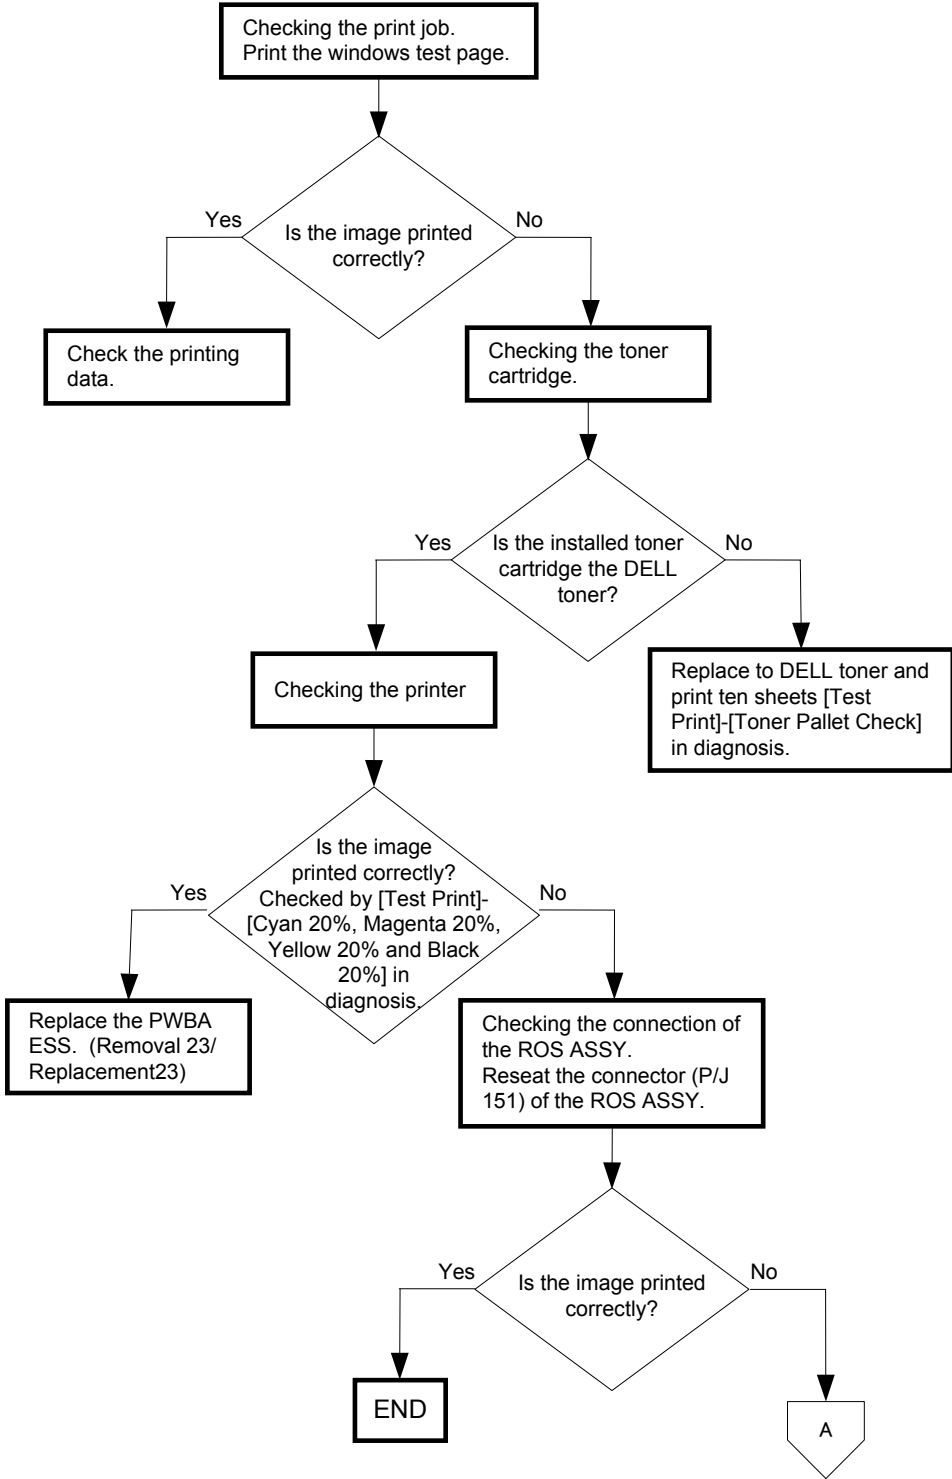 Checking the print job.
Print the windows test page.
Is the image printed
correctly?
Yes
No
Check the printing
data.
Checking the toner
cartridge.
Is the installed toner
cartridge the DELL
toner?
Yes
No
Checking the printer
Replace to DELL toner and
print ten sheets [Test
Print]-[Toner Pallet Check]
in diagnosis.
Is the image
printed correctly?
Checked by [Test Print]-
[Cyan 20%, Magenta 20%,
Yellow 20% and Black
20%] in
diagnosis.
Yes
No
Replace the PWBA
ESS.  (Removal 23/
Replacement23)
Checking the connection of
the ROS ASSY.
Reseat the connector (P/J
151) of the ROS ASSY.
Is the image printed
correctly?
Yes
No
END
A